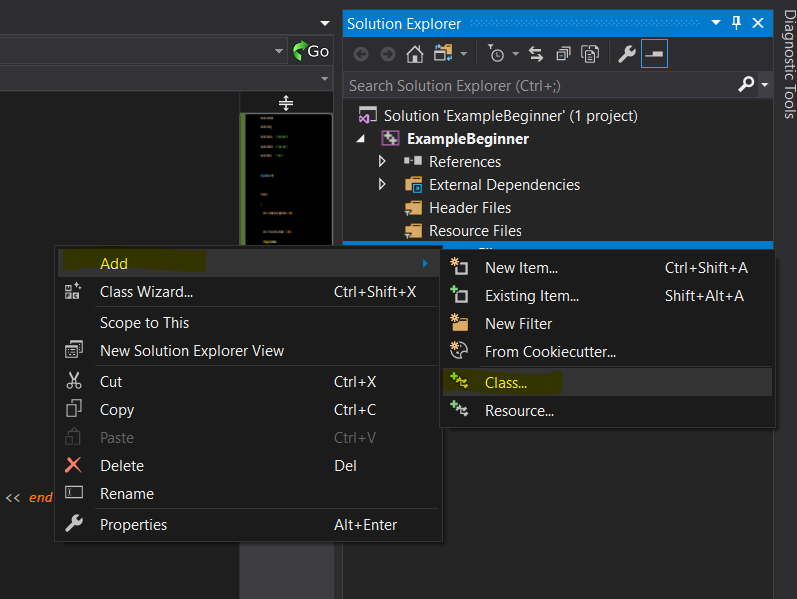 Solution Explorer
Go
Search Solution Explorer (Ctrl+;)
Diagnostic Tools
Solution 'ExampleBeginner' (1 project)
ExampleBeginner
References
External Dependencies
Header Files
Resource Files
Add
Class Wizard... Ctrl+Shift+X
Scope to This
New Solution Explorer View
Cut Ctrl+X
Copy Ctrl+C
Paste Ctrl+V
Delete Del
Rename
Properties Alt+Enter
New Item... Ctrl+Shift+A
Existing Item... Shift+Alt+A
New Filter
From Cookiecutter...
Class...
Resource...
<< end